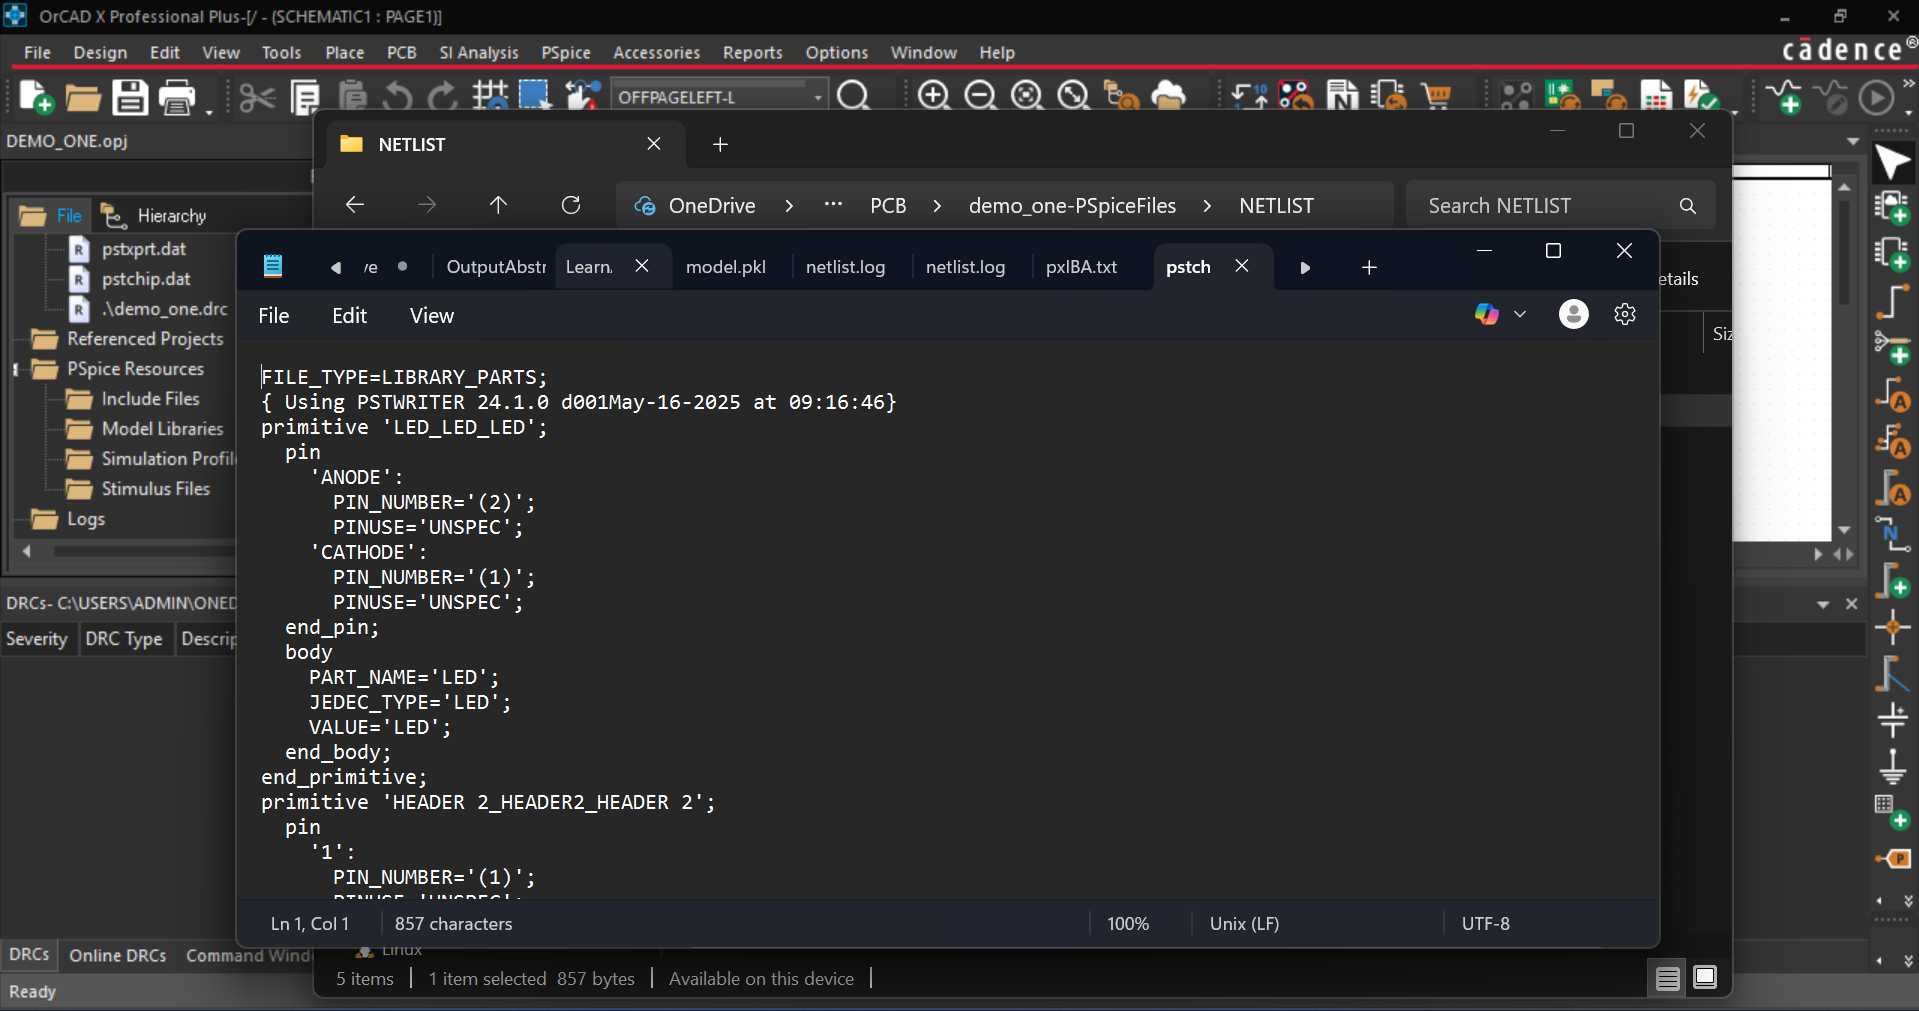 OrCAD X Professional Plus-[/ - (SCHEMATIC1 : PAGE1)]
File Design Edit View Tools Place PCB SI Analysis PSpice Accessories Reports Options Window Help
cādence®
OFFPAGELEFT-L
DEMO_ONE.opj
File Hierarchy
pstxprt.dat
pstchip.dat
.\demo_one.drc
Referenced Projects
PSpice Resources
Include Files
Model Libraries
Simulation Profil
Stimulus Files
Logs
DRCs- C:\USERS\ADMIN\ONED
Severity DRC Type Descrip
NETLIST
OneDrive > ... PCB > demo_one-PSpiceFiles > NETLIST
Search NETLIST
etails
Siz
ve OutputAbstr Learn. model.pkl netlist.log netlist.log pxlBA.txt pstch
File Edit View
FILE_TYPE=LIBRARY_PARTS;
{ Using PSTWRITER 24.1.0 d001May-16-2025 at 09:16:46}
primitive 'LED_LED_LED';
pin
'ANODE':
PIN_NUMBER='(2)';
PINUSE='UNSPEC';
'CATHODE':
PIN_NUMBER='(1)';
PINUSE='UNSPEC';
end_pin;
body
PART_NAME='LED';
JEDEC_TYPE='LED';
VALUE='LED';
end_body;
end_primitive;
primitive 'HEADER 2_HEADER2_HEADER 2';
pin
'1':
PIN_NUMBER='(1)';
PINUSE='UNSPEC';
Ln 1, Col 1 857 characters 100% Unix (LF) UTF-8
Linux
5 items | 1 item selected 857 bytes | Available on this device |
DRCs Online DRCs Command Wind
Ready